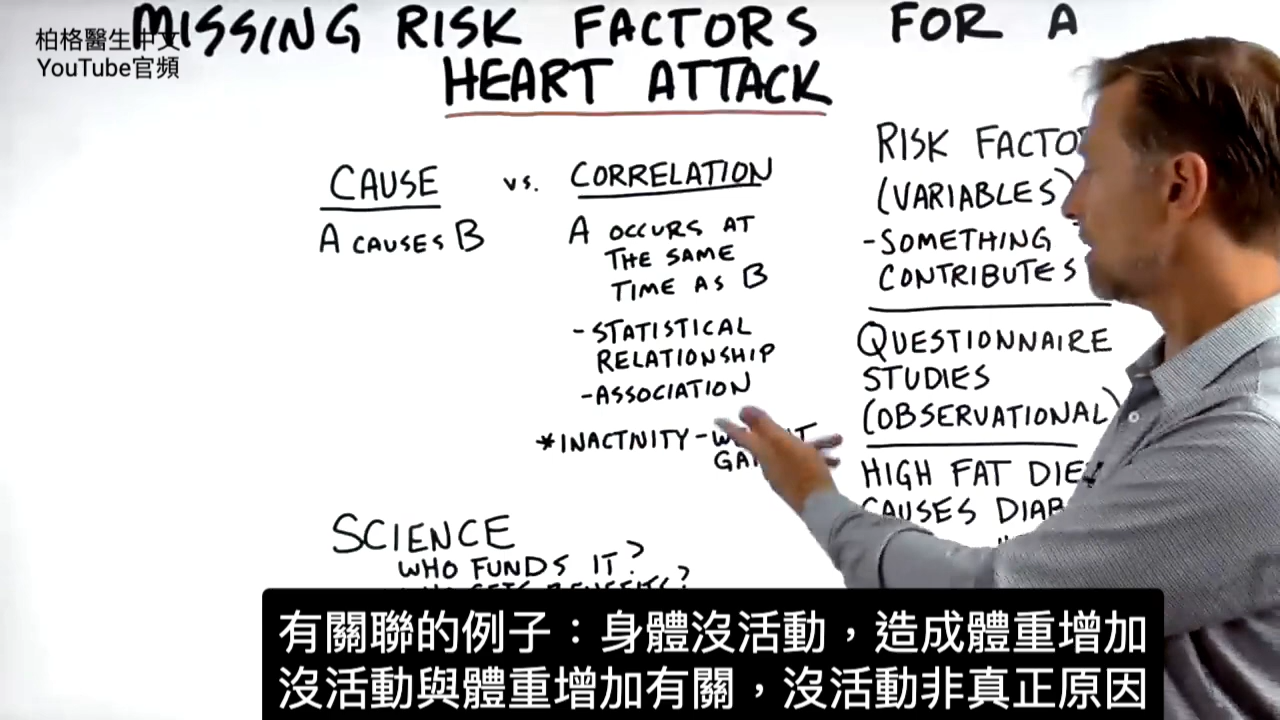 MISSING RISK FACTORS FOR A
HEART ATTACK
柏格醫生中文
YouTube官頻
CAUSE vs. CORRELATION
A CAUSES B
A OCCURS AT
THE SAME
TIME AS B
-STATISTICAL
RELATIONSHIP
-ASSOCIATION
*INACTIVITY-
SCIENCE
WHO FUNDS IT?
RISK
(VARIABLES)
-SOMETHING
CONTRIBUTES
QUESTIONNAIRE
STUDIES
(OBSERVATIONAL)
HIGH FAT
CAUSES
有關聯的例子：身體沒活動，造成體重增加
沒活動與體重增加有關，沒活動非真正原因